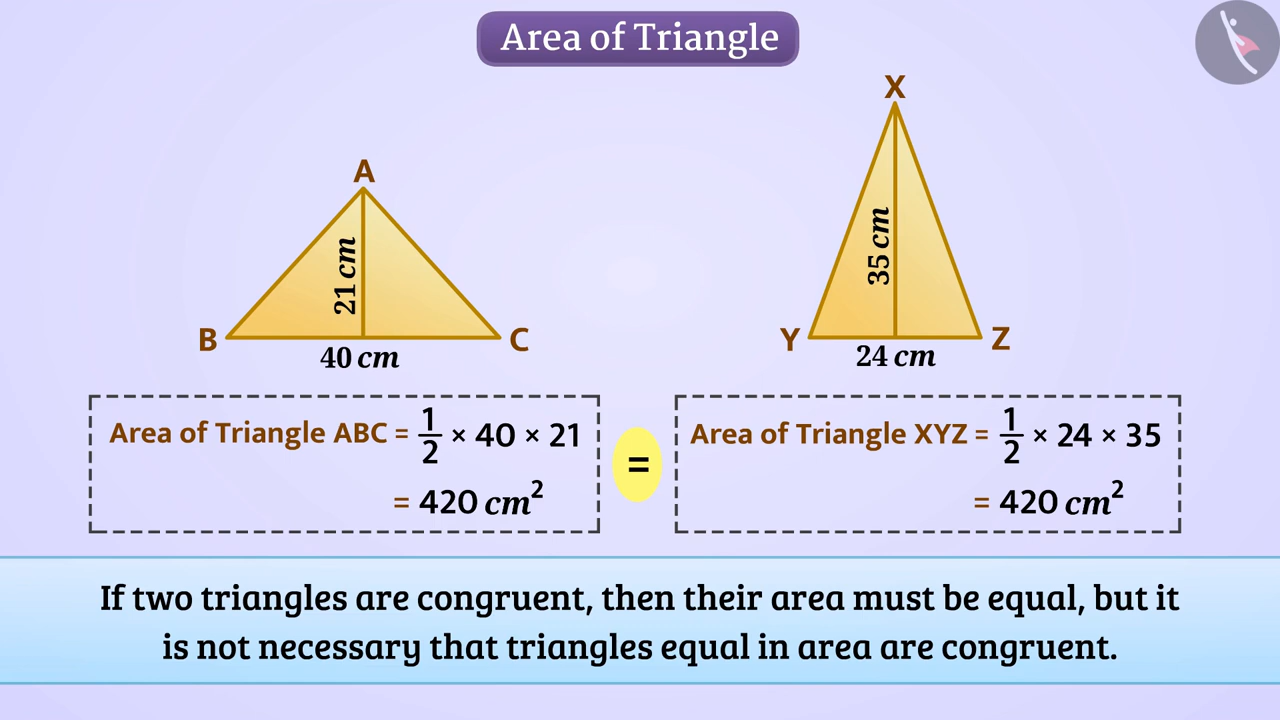 Area of Triangle
A
21 cm
B
C
40 cm
X
35 cm
Y
Z
24 cm
Area of Triangle ABC = 1/2 × 40 × 21
= 420 cm²
=
Area of Triangle XYZ = 1/2 × 24 × 35
= 420 cm²
If two triangles are congruent, then their area must be equal, but it
is not necessary that triangles equal in area are congruent.